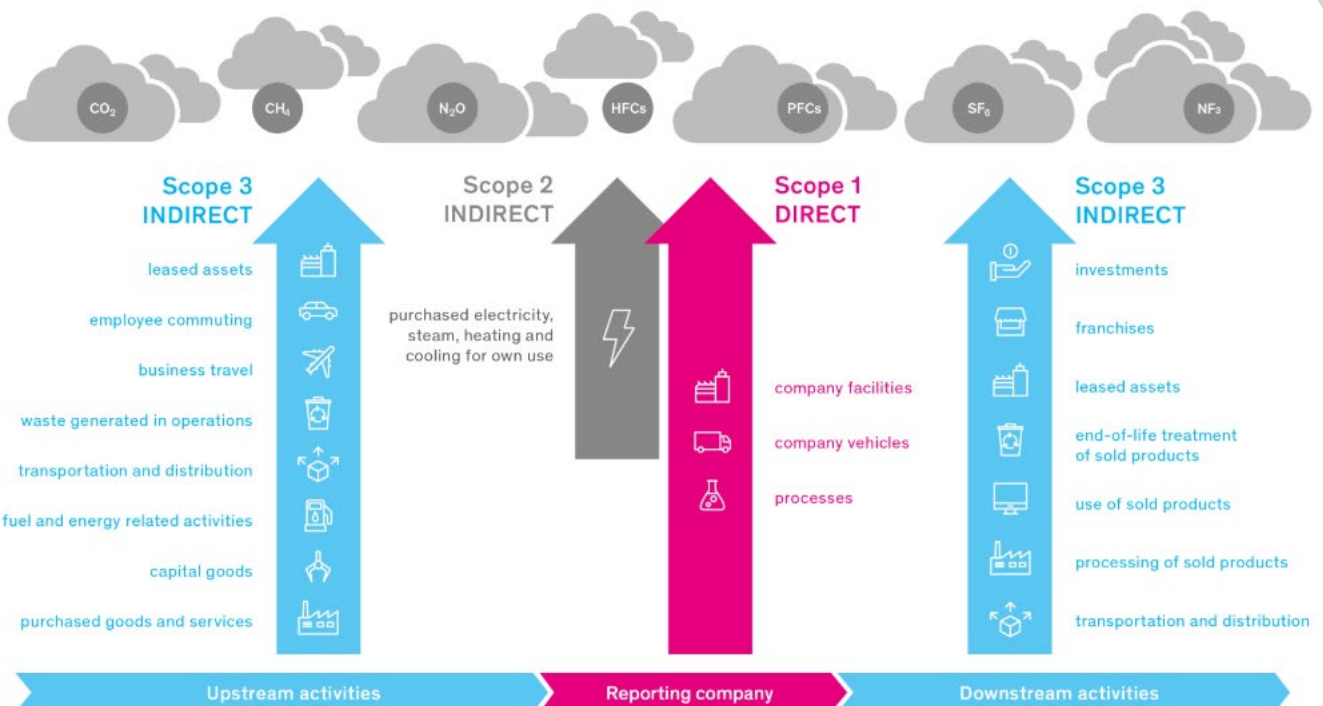 CO₂
CH₄
N₂O
HFCs
PFCs
SF₆
NF₃
Scope 3
INDIRECT
leased assets
employee commuting
business travel
waste generated in operations
transportation and distribution
fuel and energy related activities
capital goods
purchased goods and services
Scope 2
INDIRECT
purchased electricity,
steam, heating and
cooling for own use
Scope 1
DIRECT
company facilities
company vehicles
processes
Scope 3
INDIRECT
investments
franchises
leased assets
end-of-life treatment
of sold products
use of sold products
processing of sold products
transportation and distribution
Upstream activities
Reporting company
Downstream activities